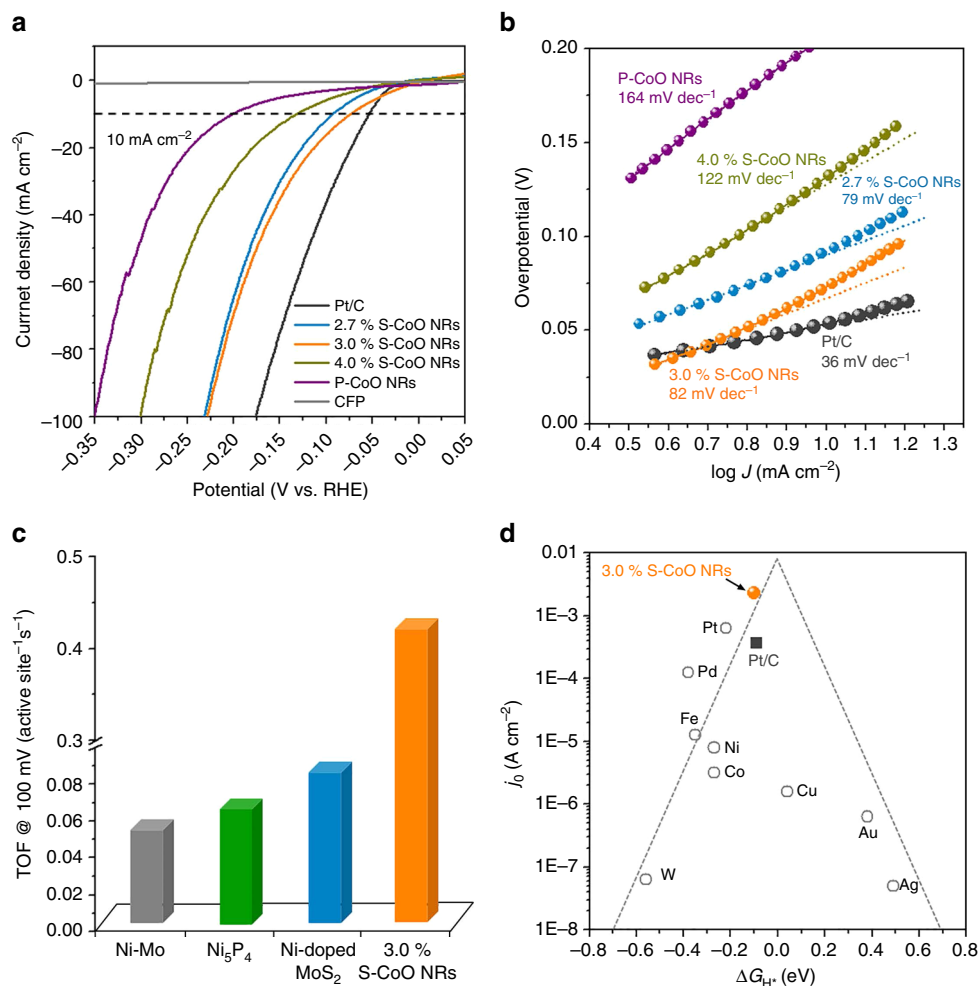 a
10
0
−20
−40
−60
−80
−100
10 mA cm−2
Pt/C
2.7 % S-CoO NRs
3.0 % S-CoO NRs
4.0 % S-CoO NRs
P-CoO NRs
CFP
−0.35
−0.30
−0.25
−0.20
−0.15
−0.10
−0.05
0.00
0.05
Currnet density (mA cm−2)
Potential (V vs. RHE)
b
0.20
0.15
0.10
0.05
0.00
P-CoO NRs
164 mV dec−1
4.0 % S-CoO NRs
122 mV dec−1
2.7 % S-CoO NRs
79 mV dec−1
Pt/C
36 mV dec−1
3.0 % S-CoO NRs
82 mV dec−1
0.4
0.5
0.6
0.7
0.8
0.9
1.0
1.1
1.2
1.3
Overpotential (V)
log J (mA cm−2)
c
0.5
0.4
0.3
0.08
0.06
0.04
0.02
0.00
TOF @ 100 mV (active site−1s−1)
Ni-Mo
Ni5P4
Ni-doped
MoS2
3.0 %
S-CoO NRs
d
0.01
1E−3
1E−4
1E−5
1E−6
1E−7
1E−8
3.0 % S-CoO NRs
Pt
Pt/C
Pd
Fe
Ni
Co
Cu
Au
W
Ag
−0.8
−0.6
−0.4
−0.2
0.0
0.2
0.4
0.6
0.8
j0 (A cm−2)
ΔGH* (eV)